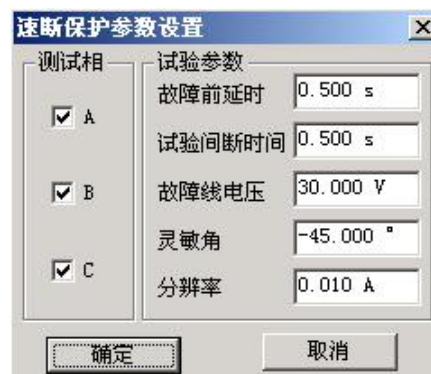 速断保护参数设置
测试相
A
B
C
试验参数
故障前延时 0.500 s
试验间断时间 0.500 s
故障线电压 30.000 V
灵敏角 -45.000 °
分辨率 0.010 A
确定 取消